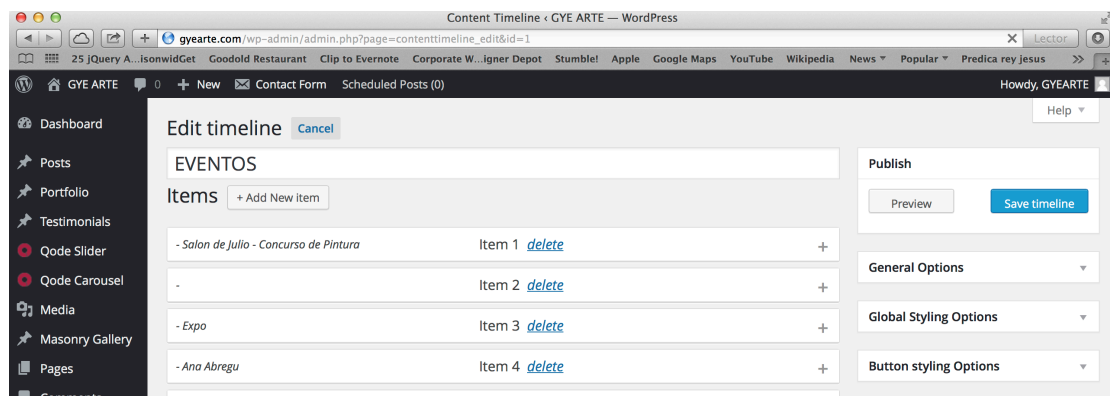 Content Timeline ‹ GYE ARTE — WordPress
gyearte.com/wp-admin/admin.php?page=contenttimeline_edit&id=1
Lector
25 jQuery A...isonwidGet Goodold Restaurant Clip to Evernote Corporate W...igner Depot Stumble! Apple Google Maps YouTube Wikipedia News Popular Predica rey jesus
GYE ARTE 0 + New Contact Form Scheduled Posts (0) Howdy, GYEARTE
Help
Dashboard
Posts
Portfolio
Testimonials
Qode Slider
Qode Carousel
Media
Masonry Gallery
Pages
Comments
Edit timeline Cancel
EVENTOS
Items + Add New item
- Salon de Julio - Concurso de Pintura Item 1 delete +
- Item 2 delete +
- Expo Item 3 delete +
- Ana Abregu Item 4 delete +
Publish
Preview Save timeline
General Options
Global Styling Options
Button styling Options